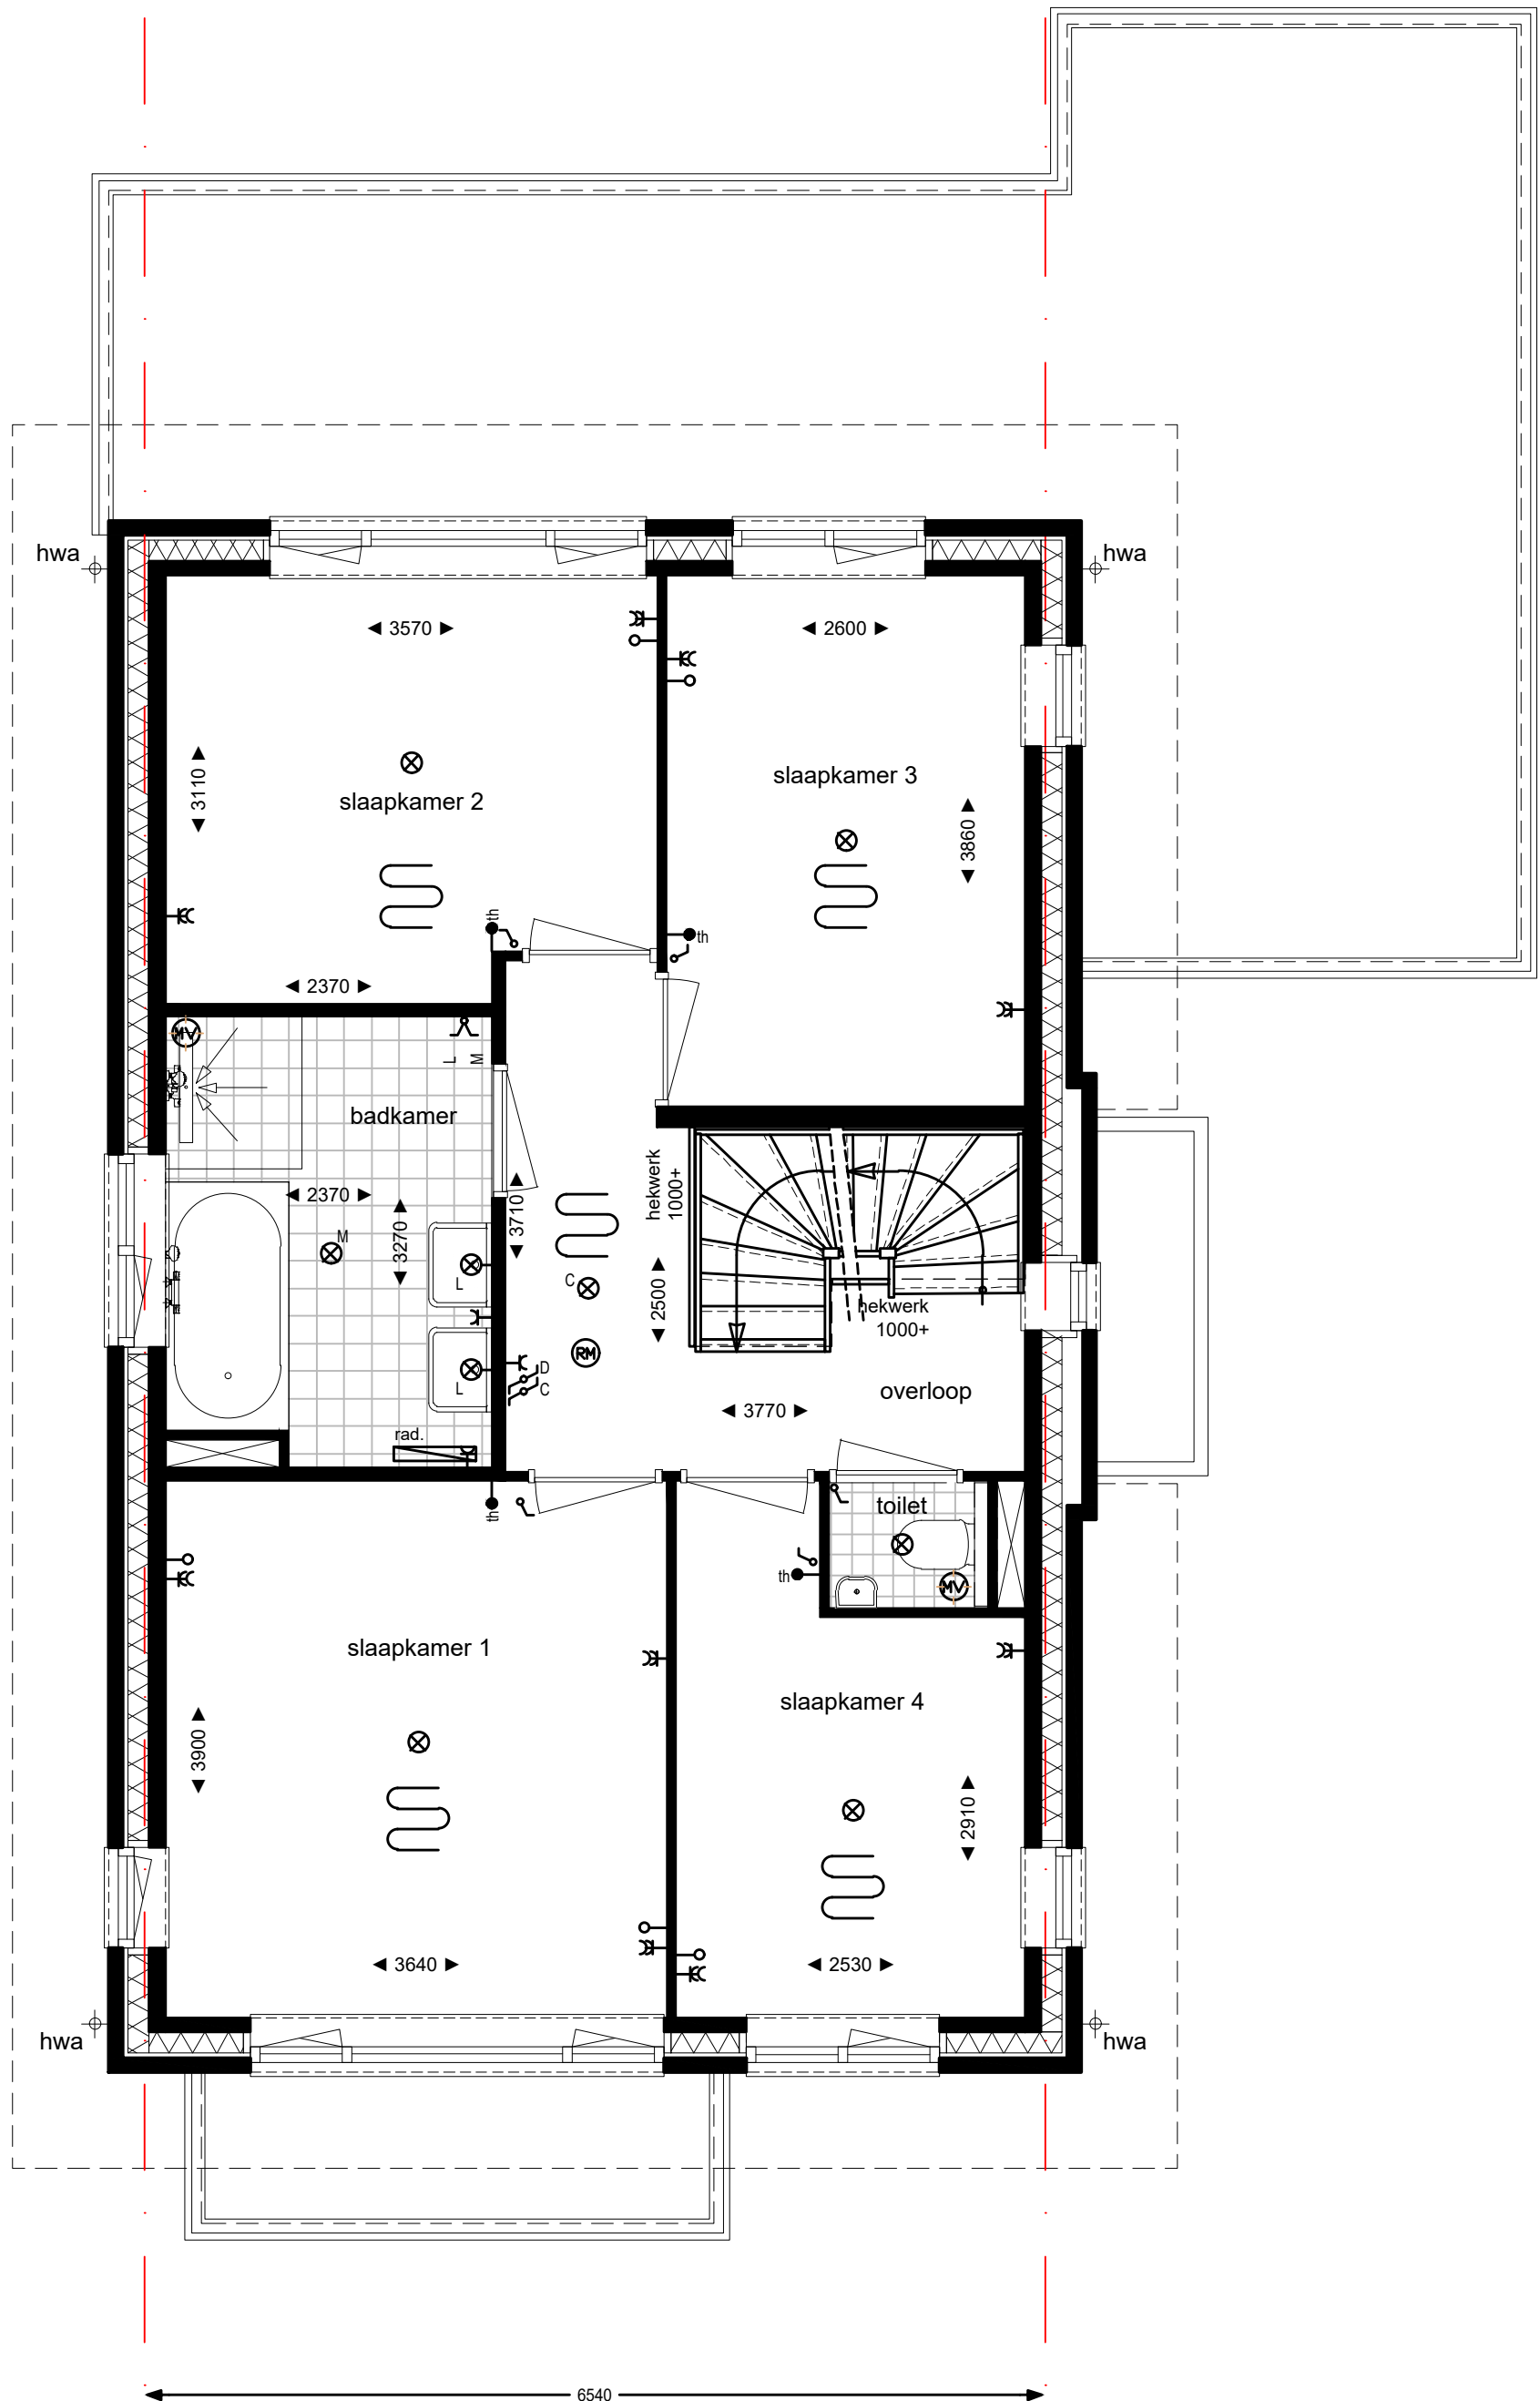 hwa
hwa
◄ 3570 ►
◄ 2600 ►
◄ 3110 ►
slaapkamer 2
slaapkamer 3
◄ 3860 ►
th
th
◄ 2370 ►
MV
L
M
badkamer
◄ 2370 ►
◄ 3270 ►
M
L
L
rad.
◄ 3710 ►
hekwerk
1000+
◄ 2500 ►
C
RM
D
C
hekwerk
1000+
overloop
◄ 3770 ►
th
toilet
MV
th
slaapkamer 1
slaapkamer 4
◄ 3900 ►
◄ 2910 ►
◄ 3640 ►
◄ 2530 ►
hwa
hwa
6540